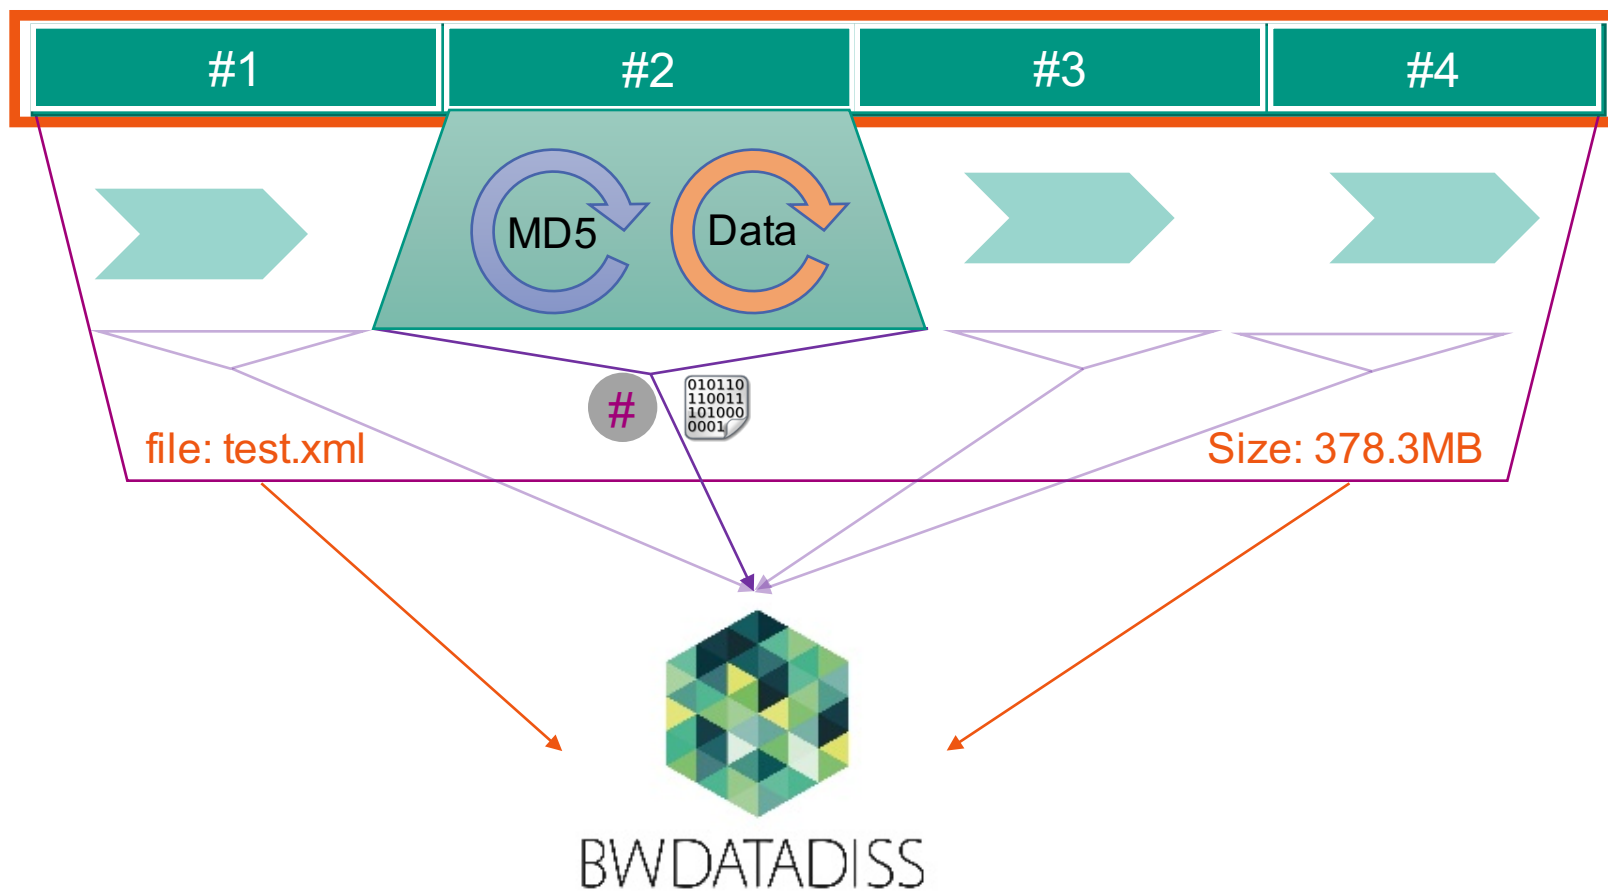 #1
#2
#3
#4
MD5
Data
#
010110
110011
101000
0001
file: test.xml
Size: 378.3MB
BWDATADISS